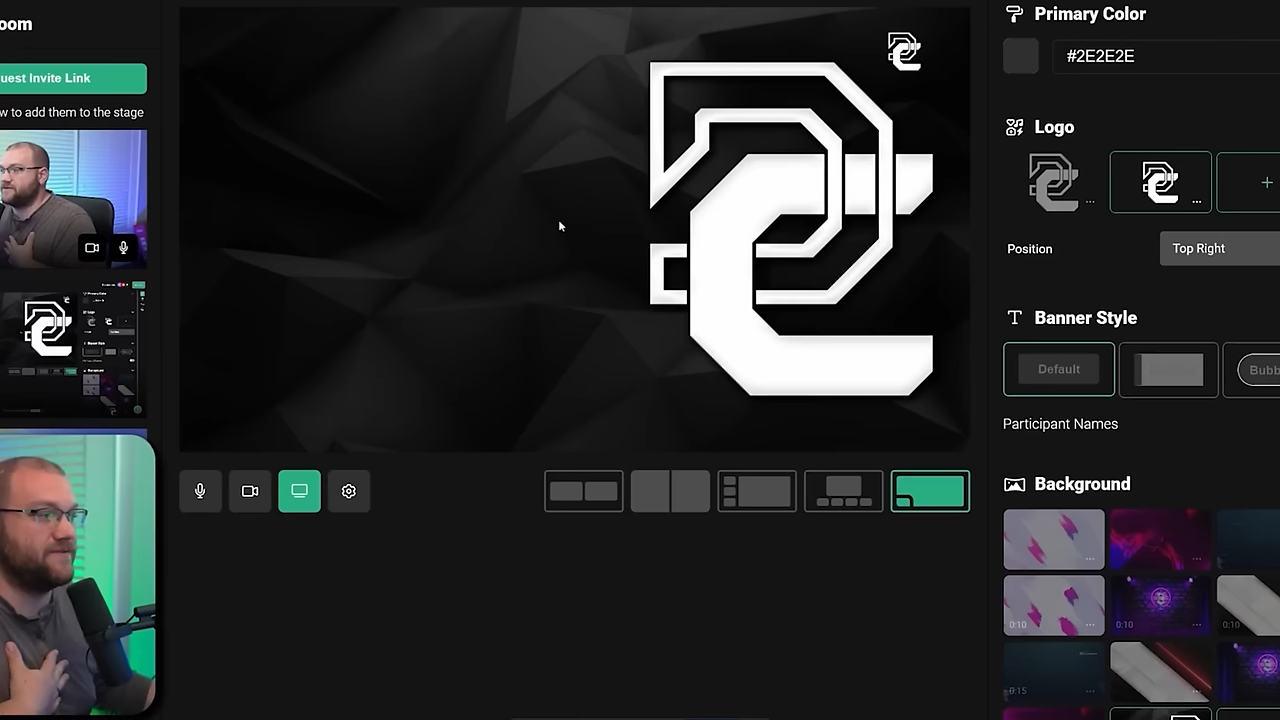 oom
uest Invite Link
w to add them to the stage
Primary Color
#2E2E2E
Logo
Position
Top Right
Banner Style
Default
Bubb
Participant Names
Background
0:10
0:10
0:10
0:15